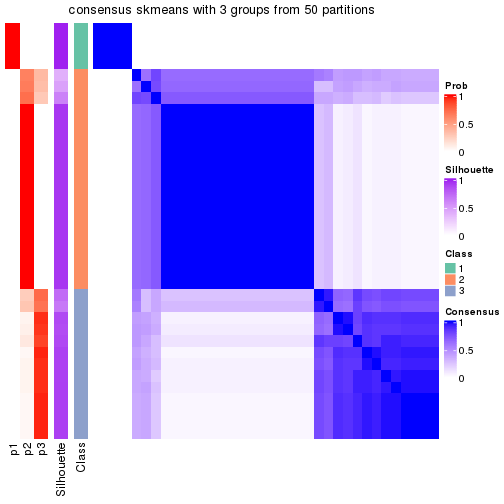 consensus skmeans with 3 groups from 50 partitions
Prob
1
0.5
0
Silhouette
1
0.5
0
Class
1
2
3
Consensus
1
0.5
0
p1
p2
p3
Silhouette
Class